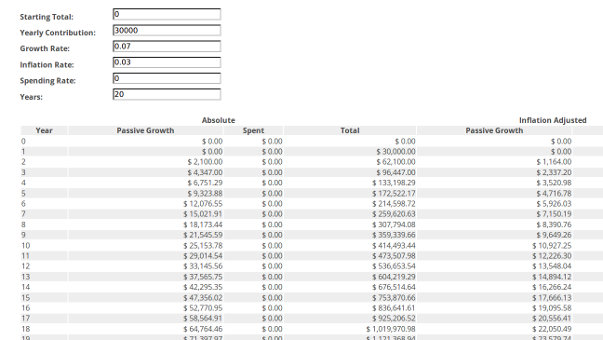 Starting Total: 0
Yearly Contribution: 30000
Growth Rate: 0.07
Inflation Rate: 0.03
Spending Rate: 0
Years: 20
Absolute Inflation Adjusted
Year Passive Growth Spent Total Passive Growth
0 $ 0.00 $ 0.00 $ 0.00 $ 0.00
1 $ 0.00 $ 0.00 $ 30,000.00 $ 0.00
2 $ 2,100.00 $ 0.00 $ 62,100.00 $ 1,164.00
3 $ 4,347.00 $ 0.00 $ 96,447.00 $ 2,337.20
4 $ 6,751.29 $ 0.00 $ 133,198.29 $ 3,520.98
5 $ 9,323.88 $ 0.00 $ 172,522.17 $ 4,716.78
6 $ 12,076.55 $ 0.00 $ 214,598.72 $ 5,926.03
7 $ 15,021.91 $ 0.00 $ 259,620.63 $ 7,150.19
8 $ 18,173.44 $ 0.00 $ 307,794.08 $ 8,390.76
9 $ 21,545.59 $ 0.00 $ 359,339.66 $ 9,649.26
10 $ 25,153.78 $ 0.00 $ 414,493.44 $ 10,927.25
11 $ 29,014.54 $ 0.00 $ 473,507.98 $ 12,226.30
12 $ 33,145.56 $ 0.00 $ 536,653.54 $ 13,548.04
13 $ 37,565.75 $ 0.00 $ 604,219.29 $ 14,894.12
14 $ 42,295.35 $ 0.00 $ 676,514.64 $ 16,266.24
15 $ 47,356.02 $ 0.00 $ 753,870.66 $ 17,666.13
16 $ 52,770.95 $ 0.00 $ 836,641.61 $ 19,095.58
17 $ 58,564.91 $ 0.00 $ 925,206.52 $ 20,556.41
18 $ 64,764.46 $ 0.00 $ 1,019,970.98 $ 22,050.49
19 $ 71,397.97 $ 0.00 $ 1,121,368.94 $ 23,579.74